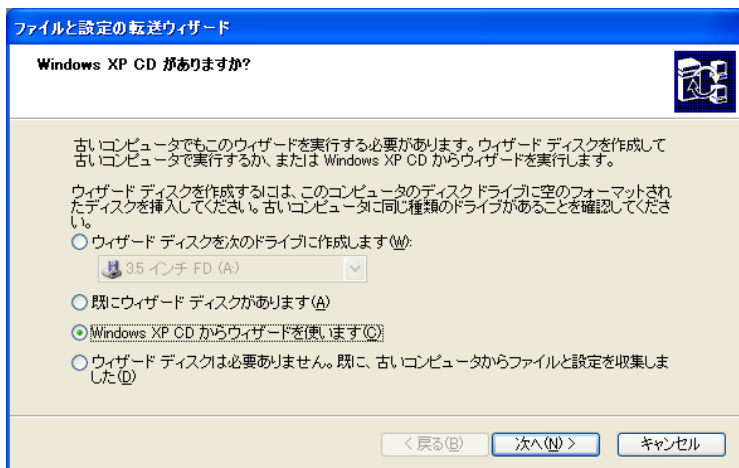 ファイルと設定の転送ウィザード
Windows XP CD がありますか?
古いコンピュータでもこのウィザードを実行する必要があります。ウィザード ディスクを作成して
古いコンピュータで実行するか、または Windows XP CD からウィザードを実行します。
ウィザード ディスクを作成するには、このコンピュータのディスク ドライブに空のフォーマットされ
たディスクを挿入してください。古いコンピュータに同じ種類のドライブがあることを確認してくださ
い。
ウィザード ディスクを次のドライブに作成します(W):
3.5 インチ FD (A:)
既にウィザード ディスクがあります(A)
Windows XP CD からウィザードを使います(C)
ウィザード ディスクは必要ありません。既に、古いコンピュータからファイルと設定を収集しま
した(D)
< 戻る(B) 次へ(N) > キャンセル